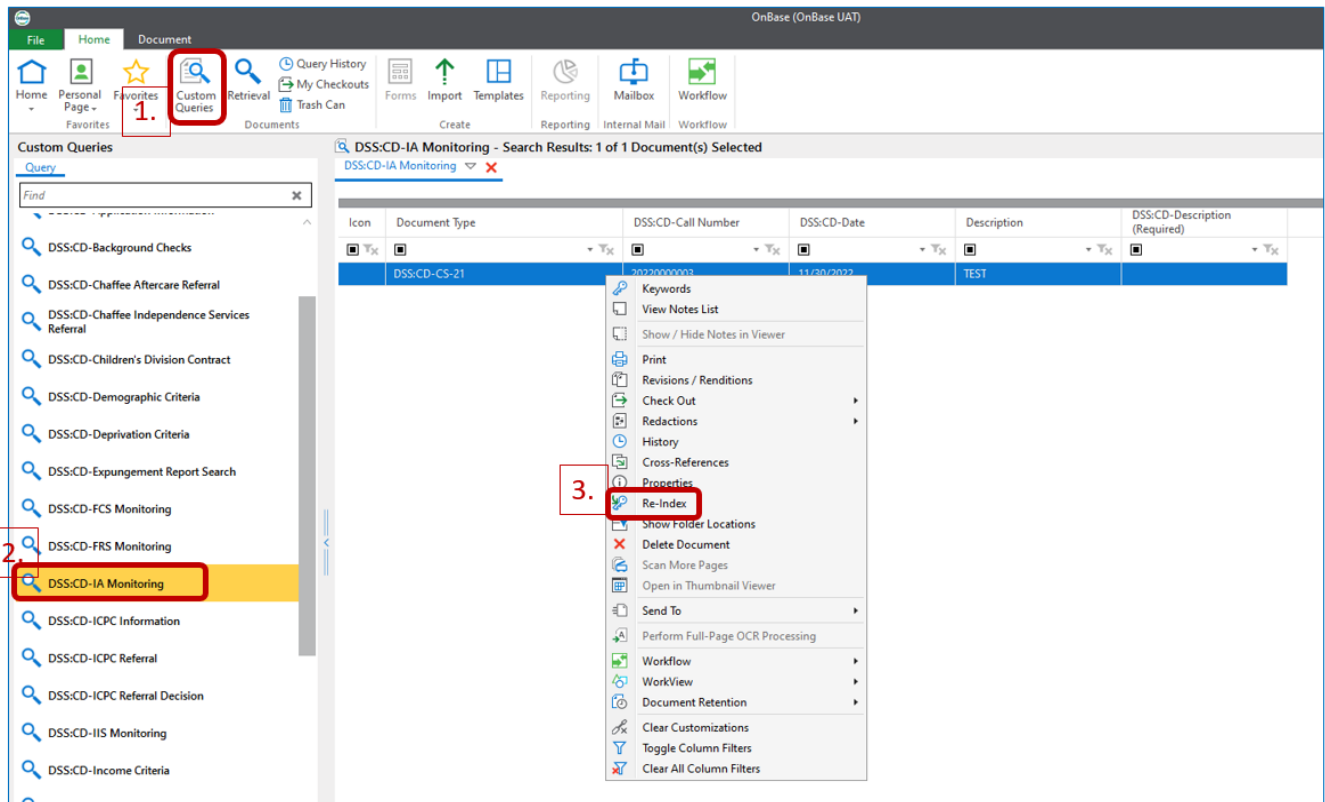 OnBase (OnBase UAT)
File Home Document
Home
Personal Page
Favorites
Custom Queries
Retrieval
Query History
My Checkouts
Trash Can
Forms
Import
Templates
Reporting
Mailbox
Workflow
1.
Favorites
Documents
Create
Reporting
Internal Mail
Workflow
Custom Queries
Query
Find
DSS:CD-Background Checks
DSS:CD-Chaffee Aftercare Referral
DSS:CD-Chaffee Independence Services
Referral
DSS:CD-Children's Division Contract
DSS:CD-Demographic Criteria
DSS:CD-Deprivation Criteria
DSS:CD-Expungement Report Search
DSS:CD-FCS Monitoring
DSS:CD-FRS Monitoring
2.
DSS:CD-IA Monitoring
DSS:CD-ICPC Information
DSS:CD-ICPC Referral
DSS:CD-ICPC Referral Decision
DSS:CD-IIS Monitoring
DSS:CD-Income Criteria
DSS:CD-IA Monitoring - Search Results: 1 of 1 Document(s) Selected
DSS:CD-IA Monitoring
Icon
Document Type
DSS:CD-Call Number
DSS:CD-Date
Description
DSS:CD-Description
(Required)
DSS:CD-CS-21 20220000003 11/30/2022 TEST
Keywords
View Notes List
Show / Hide Notes in Viewer
Print
Revisions / Renditions
Check Out
Redactions
History
Cross-References
Properties
3.
Re-Index
Show Folder Locations
Delete Document
Scan More Pages
Open in Thumbnail Viewer
Send To
Perform Full-Page OCR Processing
Workflow
WorkView
Document Retention
Clear Customizations
Toggle Column Filters
Clear All Column Filters